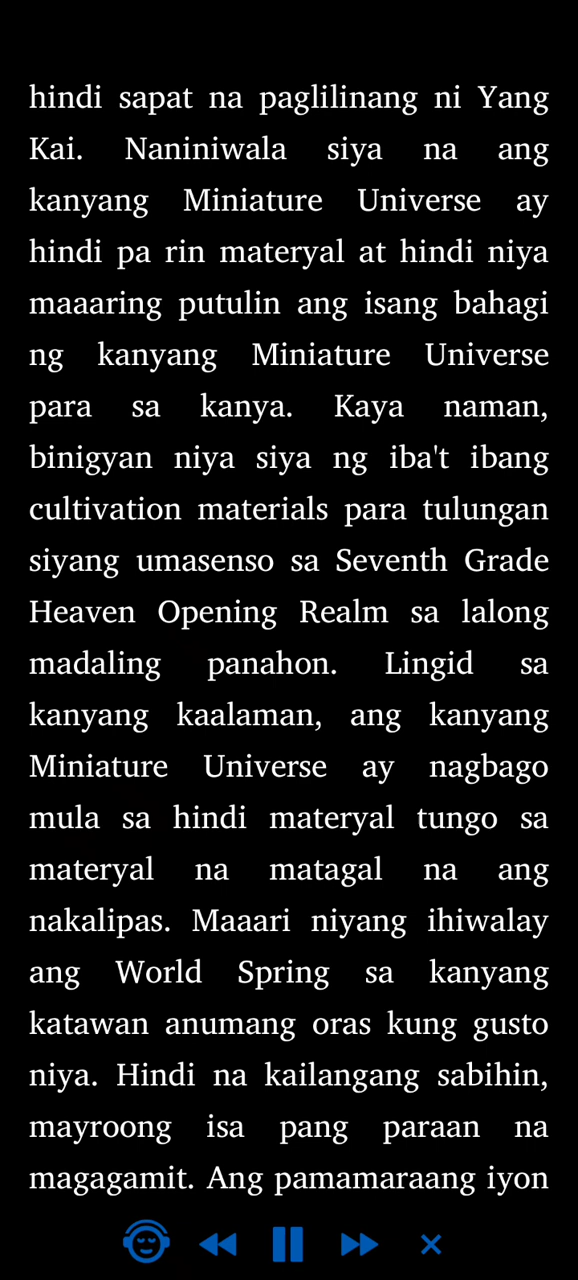 hindi sapat na paglilinang ni Yang
Kai. Naniniwala siya na ang
kanyang Miniature Universe ay
hindi pa rin materyal at hindi niya
maaaring putulin ang isang bahagi
ng kanyang Miniature Universe
para sa kanya. Kaya naman,
binigyan niya siya ng iba't ibang
cultivation materials para tulungan
siyang umasenso sa Seventh Grade
Heaven Opening Realm sa lalong
madaling panahon. Lingid sa
kanyang kaalaman, ang kanyang
Miniature Universe ay nagbago
mula sa hindi materyal tungo sa
materyal na matagal na ang
nakalipas. Maaari niyang ihiwalay
ang World Spring sa kanyang
katawan anumang oras kung gusto
niya. Hindi na kailangang sabihin,
mayroong isa pang paraan na
magagamit. Ang pamamaraang iyon